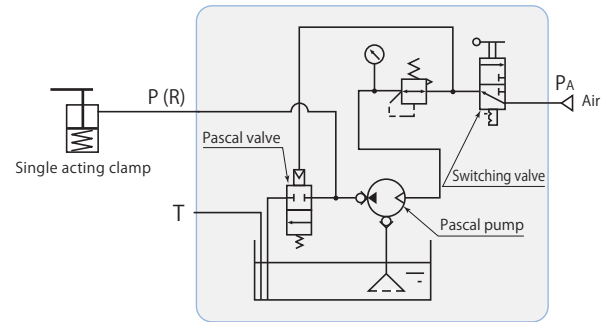 PA
Air
P (R)
Pascal valve
Single acting clamp
Switching valve
T
Pascal pump